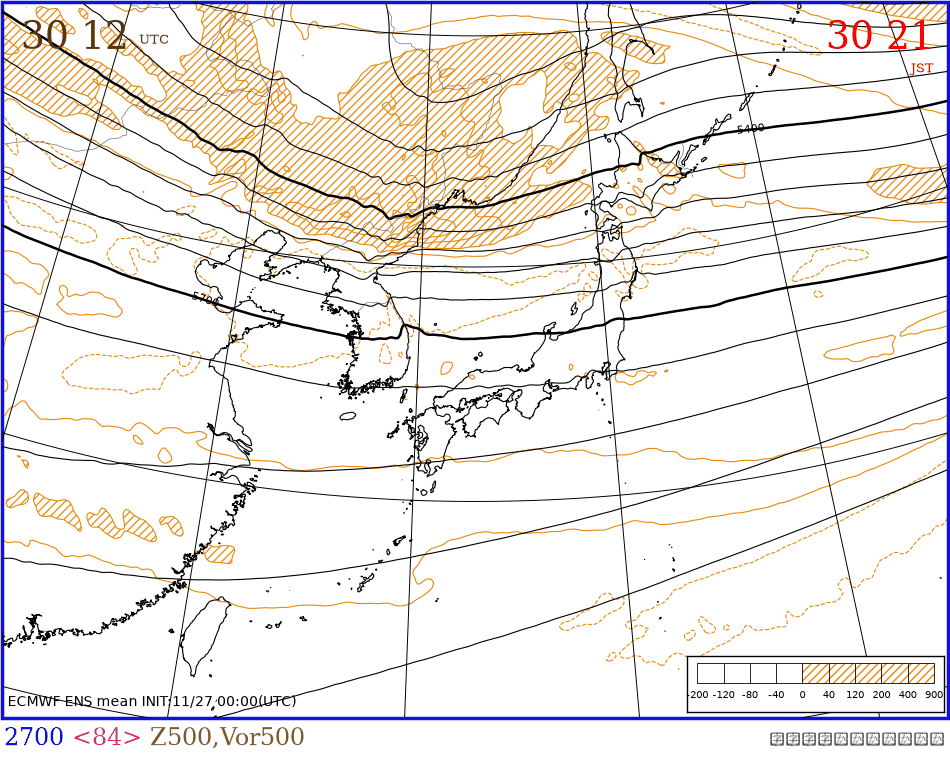 30 12 UTC
30 21
JST
5400
5700
-200 -120 -80 -40 0 40 120 200 400 900
ECMWF ENS mean INIT:11/27 00:00(UTC)
2700 <84> Z500,Vor500